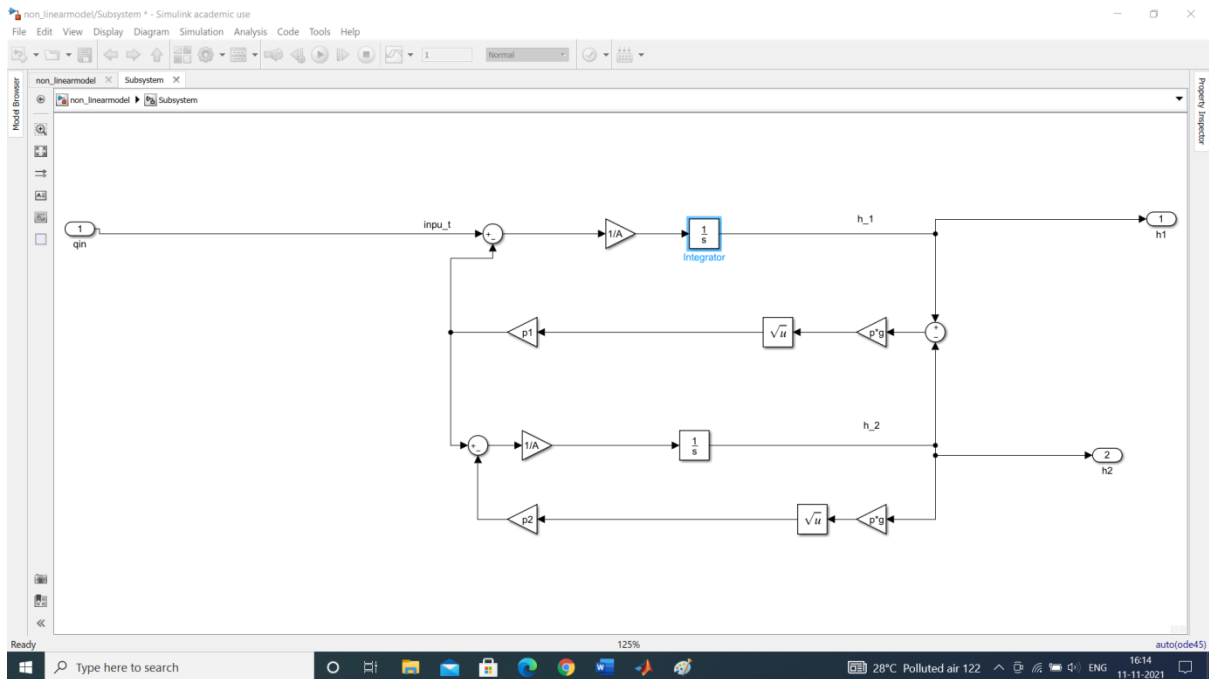 non_linearmodel/Subsystem * - Simulink academic use
File Edit View Display Diagram Simulation Analysis Code Tools Help
1
Normal
non_linearmodel
Subsystem
non_linearmodel Subsystem
Model Browser
Property Inspector
1
qin
inpu_t
+
-
1/A
1
s
Integrator
h_1
1
h1
p1
√u
p*g
+
-
h_2
+
-
1/A
1
s
2
h2
p2
√u
p*g
Ready
125%
auto(ode45)
Type here to search
28°C Polluted air 122
ENG
16:14
11-11-2021